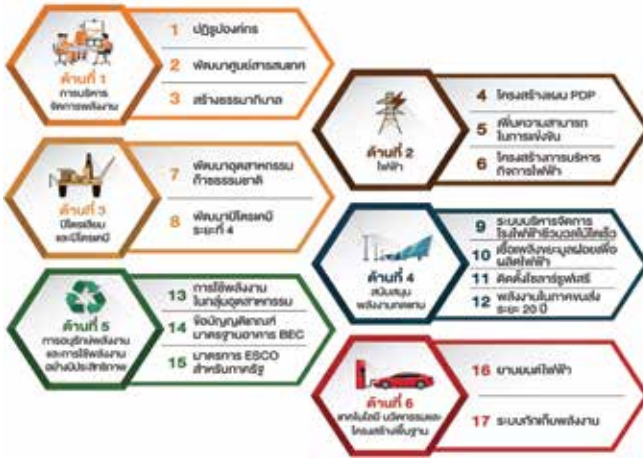 ด้านที่ 1
การบริหาร
จัดการพลังงาน
1 ปฏิรูปองค์กร
2 พัฒนาศูนย์สารสนเทศ
3 สร้างธรรมาภิบาล
ด้านที่ 2
ไฟฟ้า
4 โครงสร้างแผน PDP
5 เพิ่มความสามารถ
ในการแข่งขัน
6 โครงสร้างการบริหาร
กิจการไฟฟ้า
ด้านที่ 3
ปิโตรเลียม
และปิโตรเคมี
7 พัฒนาอุตสาหกรรม
ก๊าซธรรมชาติ
8 พัฒนาปิโตรเคมี
ระยะที่ 4
ด้านที่ 4
สนับสนุน
พลังงานทดแทน
9 ระบบบริหารจัดการ
โรงไฟฟ้าชีวมวลไม้โตเร็ว
10 เชื้อเพลิงขยะมูลฝอยเพื่อ
ผลิตไฟฟ้า
11 ติดตั้งโซลาร์รูฟเสรี
12 พลังงานในภาคขนส่ง
ระยะ 20 ปี
ด้านที่ 5
การอนุรักษ์พลังงาน
และการใช้พลังงาน
อย่างมีประสิทธิภาพ
13 การใช้พลังงาน
ในกลุ่มอุตสาหกรรม
14 ข้อบัญญัติเกณฑ์
มาตรฐานอาคาร BEC
15 มาตรการ ESCO
สำหรับภาครัฐ
ด้านที่ 6
เทคโนโลยี นวัตกรรมและ
โครงสร้างพื้นฐาน
16 ยานยนต์ไฟฟ้า
17 ระบบกักเก็บพลังงาน